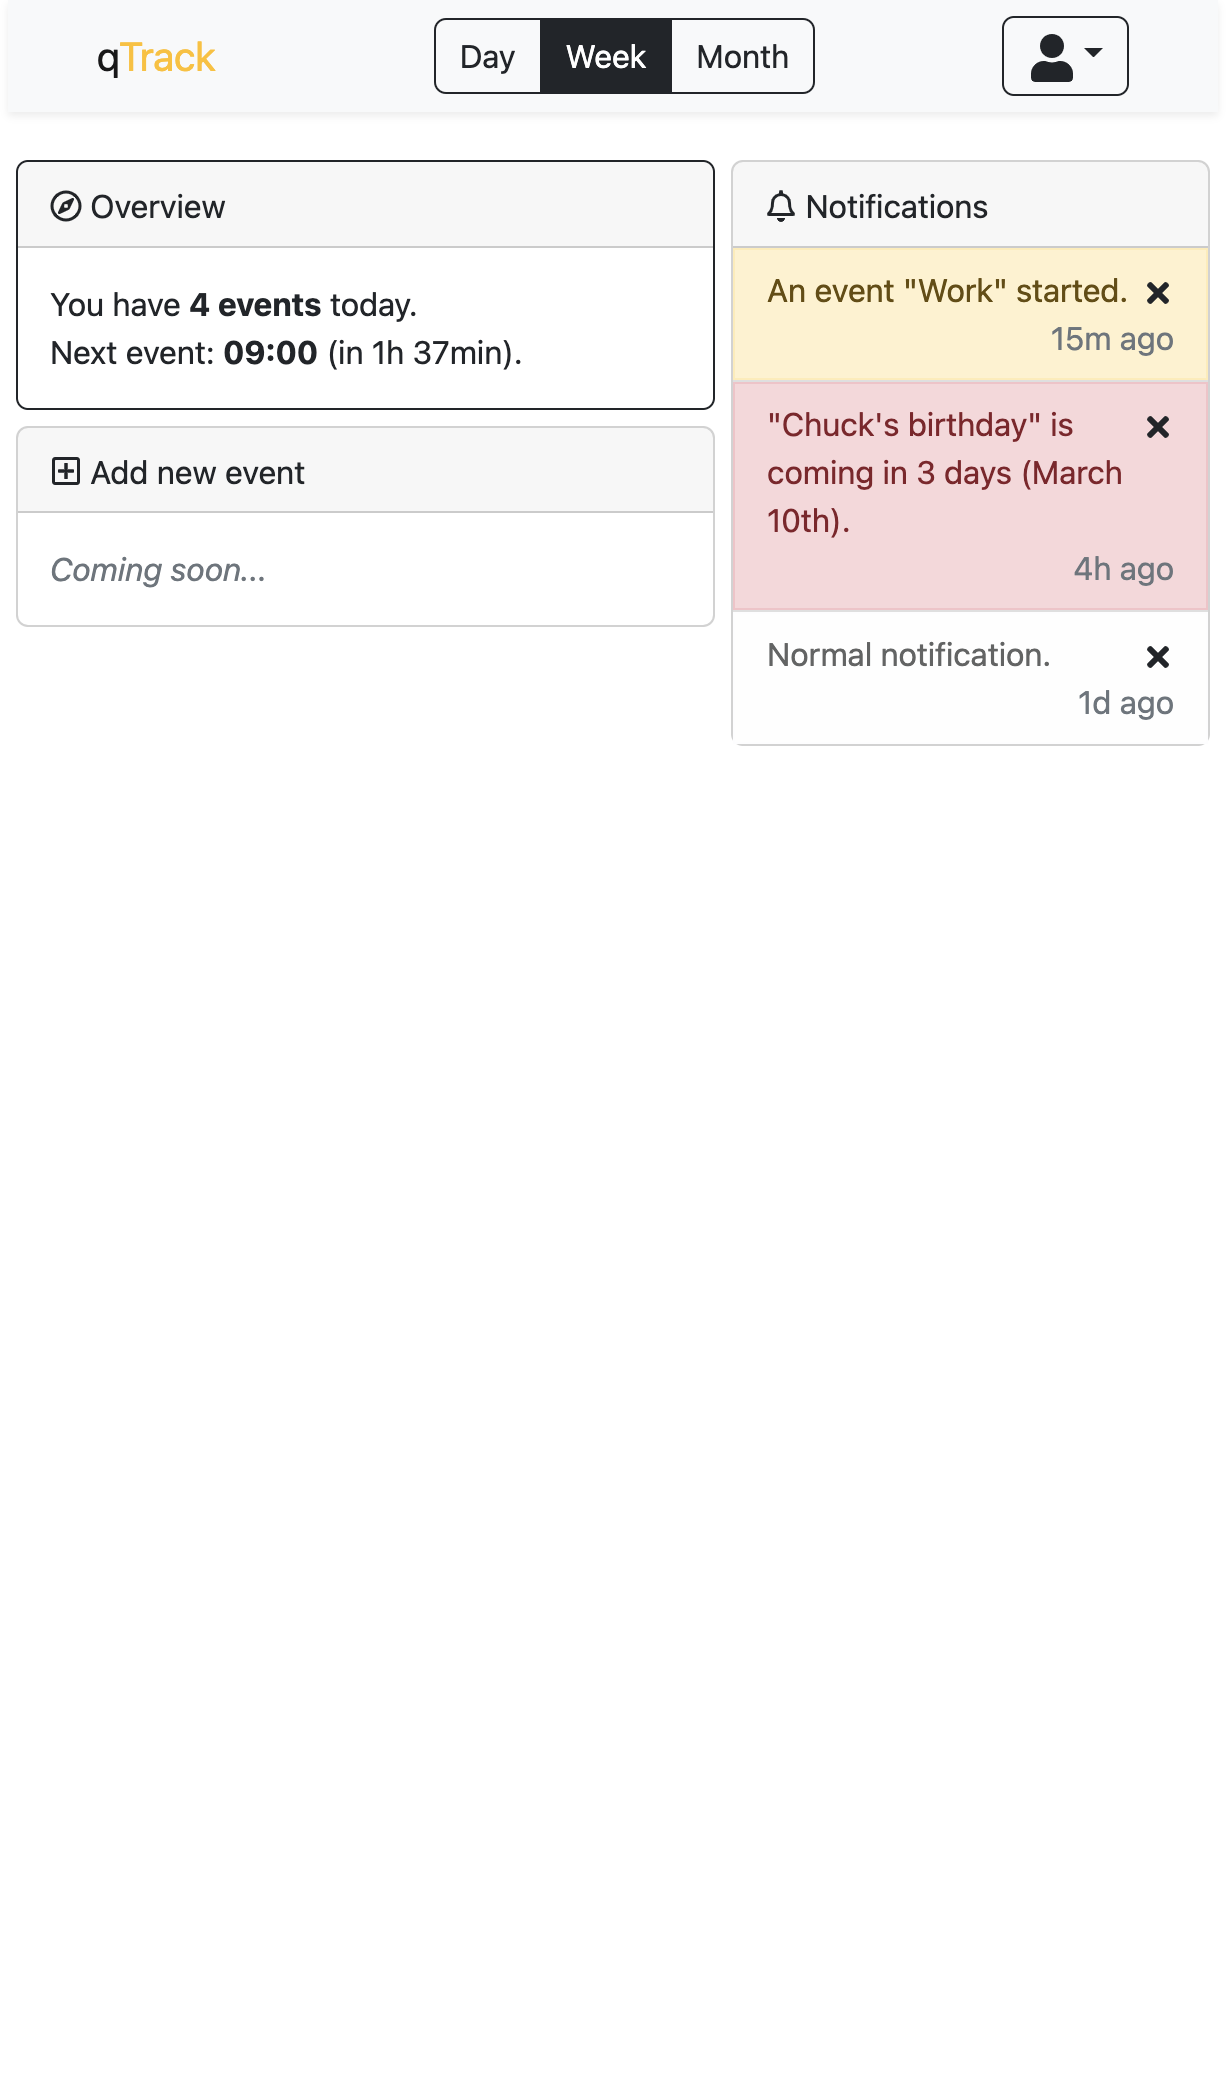 qTrack
Day Week Month
Overview
You have 4 events today.
Next event: 09:00 (in 1h 37min).
Add new event
Coming soon...
Notifications
An event "Work" started.
15m ago
"Chuck's birthday" is
coming in 3 days (March
10th).
4h ago
Normal notification.
1d ago